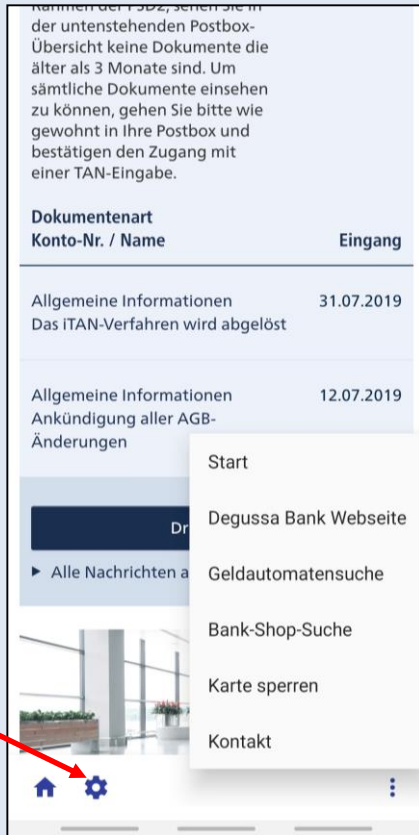 der untenstehenden Postbox-
Übersicht keine Dokumente die
älter als 3 Monate sind. Um
sämtliche Dokumente einsehen
zu können, gehen Sie bitte wie
gewohnt in Ihre Postbox und
bestätigen den Zugang mit
einer TAN-Eingabe.
Dokumentenart
Konto-Nr. / Name Eingang
Allgemeine Informationen 31.07.2019
Das iTAN-Verfahren wird abgelöst
Allgemeine Informationen 12.07.2019
Ankündigung aller AGB-
Änderungen
Dr
Alle Nachrichten a
Start
Degussa Bank Webseite
Geldautomatensuche
Bank-Shop-Suche
Karte sperren
Kontakt